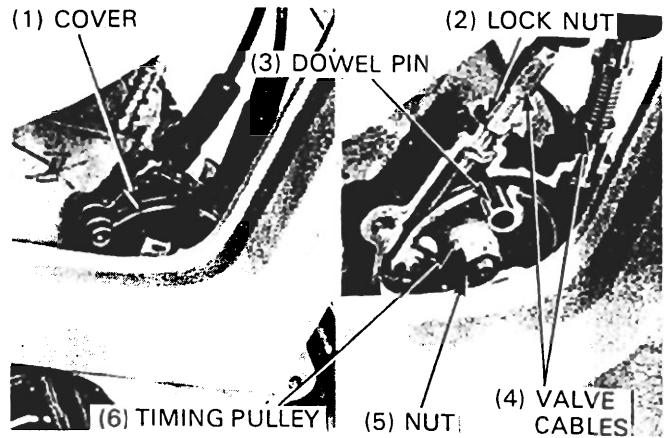 (1) COVER
(2) LOCK NUT
(3) DOWEL PIN
(6) TIMING PULLEY
(5) NUT
(4) VALVE
CABLES